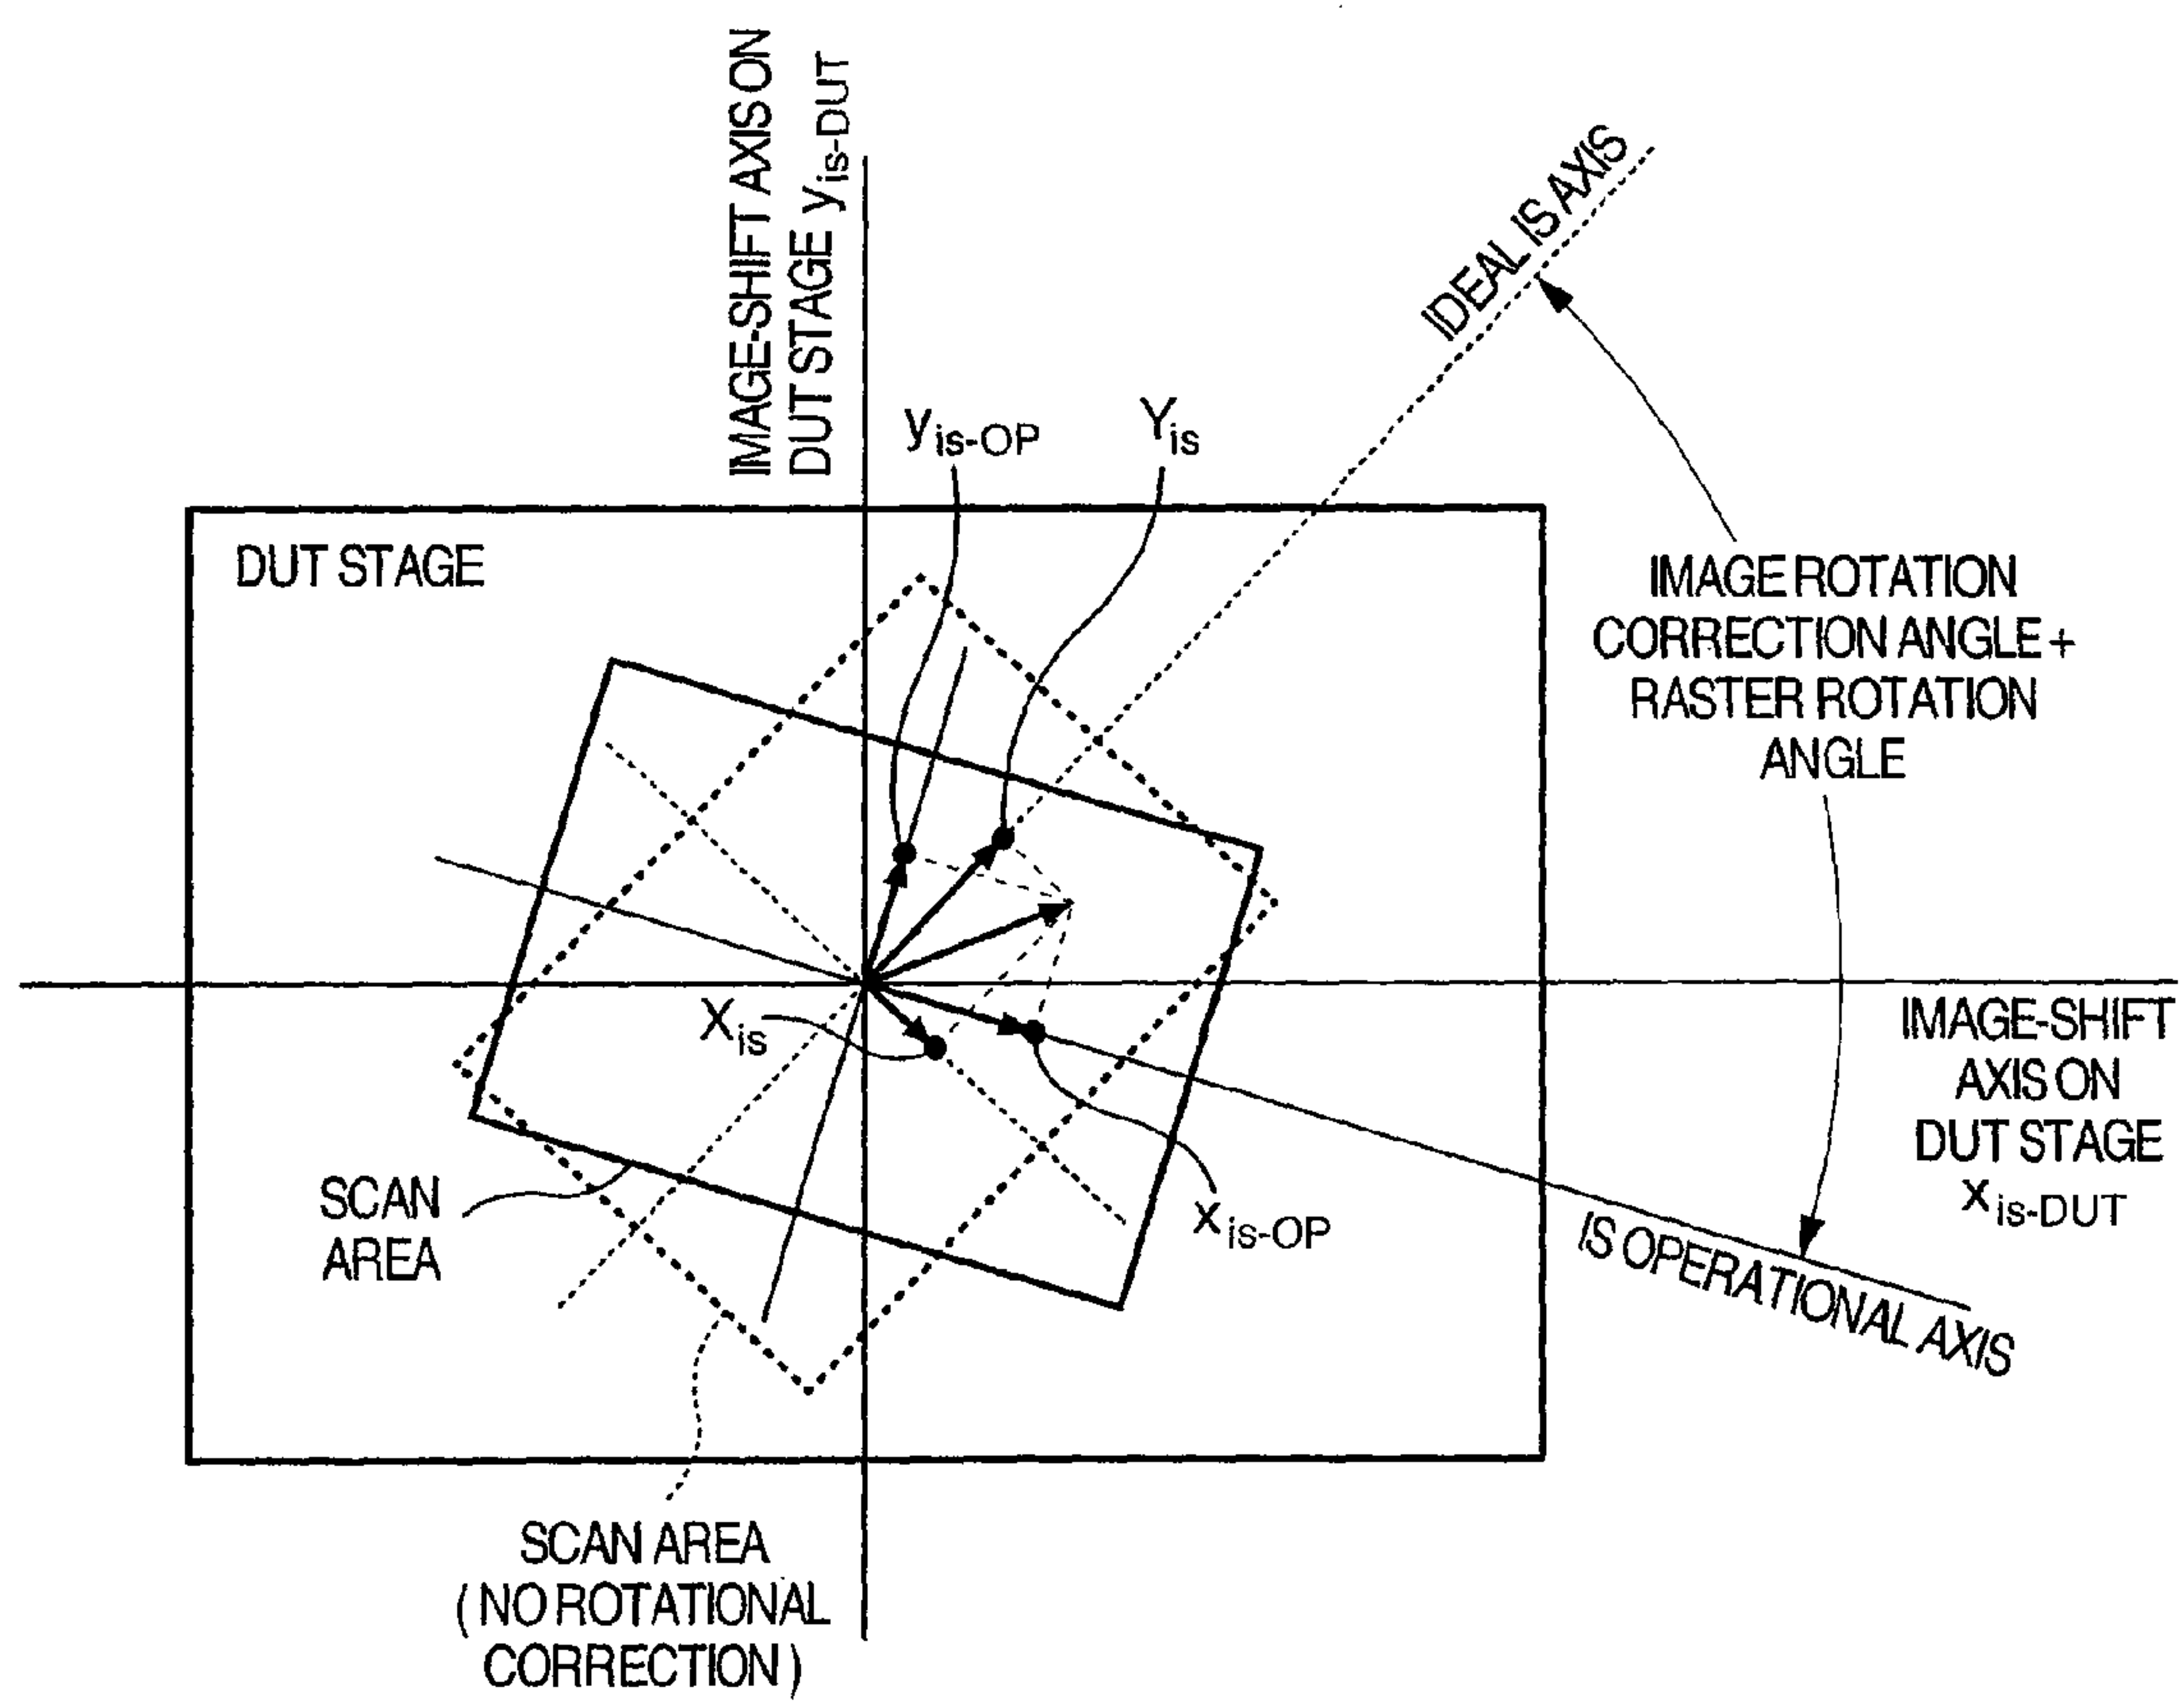 IMAGE-SHIFT AXIS ON
DUT STAGE yis-DUT
IDEAL IS AXIS
yis-OP
Yis
DUT STAGE
IMAGE ROTATION
CORRECTION ANGLE +
RASTER ROTATION
ANGLE
Xis
IMAGE-SHIFT
AXIS ON
DUT STAGE
xis-DUT
SCAN
AREA
xis-OP
IS OPERATIONAL AXIS
SCAN AREA
(NO ROTATIONAL
CORRECTION)